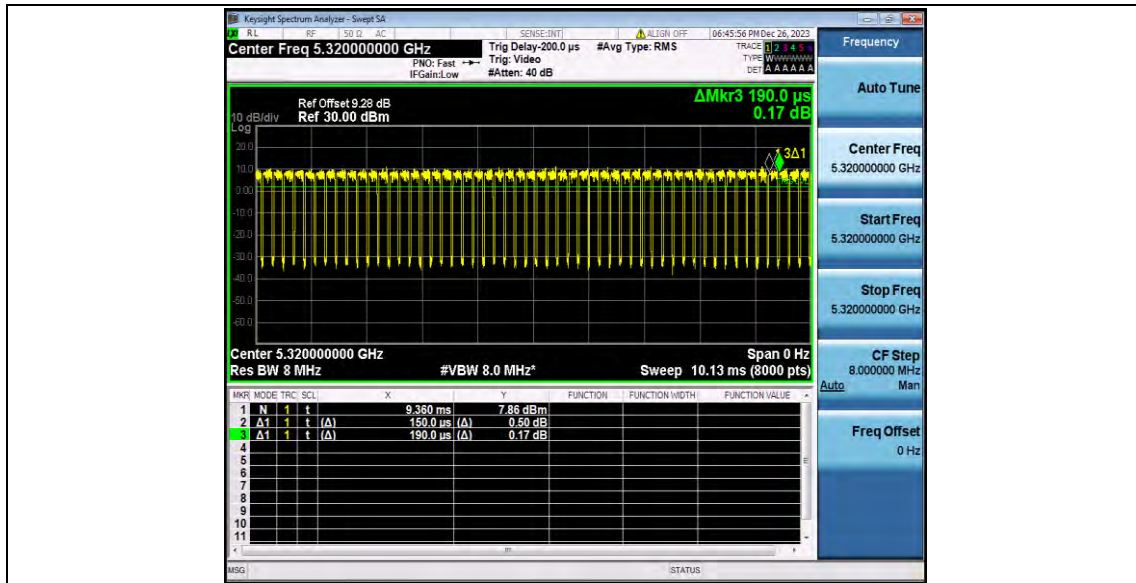 Keysight Spectrum Analyzer - Swept SA
RL RF 50 Ω AC SENSE:INT ALIGN OFF 06:45:56 PM Dec 26, 2023
Center Freq 5.320000000 GHz
PNO: Fast
IFGain:Low
Trig Delay-200.0 µs
Trig: Video
#Atten: 40 dB
#Avg Type: RMS
TRACE 1 2 3 4 5 6
TYPE W
DET A A A A A A
Ref Offset 9.28 dB
10 dB/div Ref 30.00 dBm
Log
ΔMkr3 190.0 µs
0.17 dB
20.0
10.0
0.00
-10.0
-20.0
-30.0
-40.0
-50.0
-60.0
3Δ1
Center 5.320000000 GHz Span 0 Hz
Res BW 8 MHz #VBW 8.0 MHz* Sweep 10.13 ms (8000 pts)
MKR MODE TRC SCL X Y FUNCTION FUNCTION WIDTH FUNCTION VALUE
1 N 1 t 9.360 ms 7.86 dBm
2 Δ1 1 t (Δ) 150.0 µs (Δ) 0.50 dB
3 Δ1 1 t (Δ) 190.0 µs (Δ) 0.17 dB
4
5
6
7
8
9
10
11
MSG STATUS
Frequency
Auto Tune
Center Freq
5.320000000 GHz
Start Freq
5.320000000 GHz
Stop Freq
5.320000000 GHz
CF Step
8.000000 MHz
Auto Man
Freq Offset
0 Hz